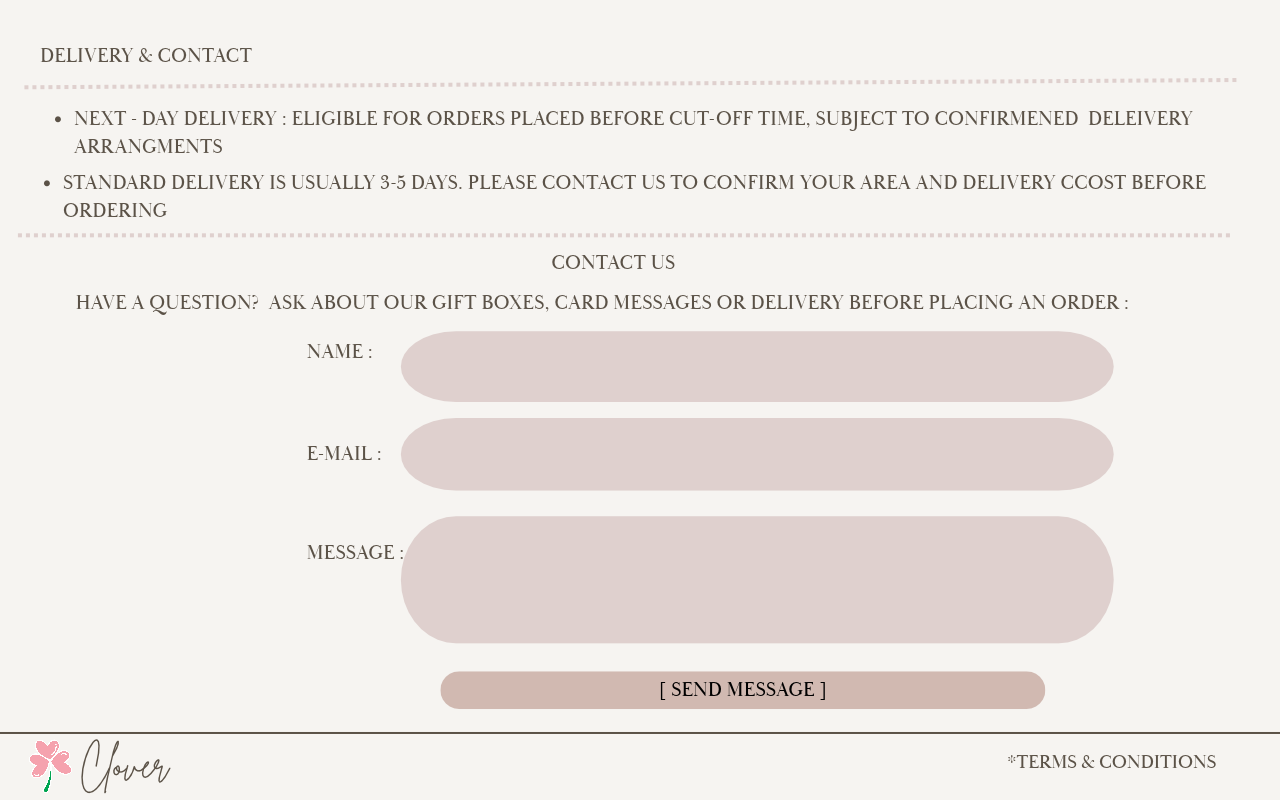 DELIVERY & CONTACT
• NEXT - DAY DELIVERY : ELIGIBLE FOR ORDERS PLACED BEFORE CUT-OFF TIME, SUBJECT TO CONFIRMENED DELEIVERY
ARRANGMENTS
• STANDARD DELIVERY IS USUALLY 3-5 DAYS. PLEASE CONTACT US TO CONFIRM YOUR AREA AND DELIVERY CCOST BEFORE
ORDERING
CONTACT US
HAVE A QUESTION? ASK ABOUT OUR GIFT BOXES, CARD MESSAGES OR DELIVERY BEFORE PLACING AN ORDER :
NAME :
E-MAIL :
MESSAGE :
[ SEND MESSAGE ]
Clover
*TERMS & CONDITIONS